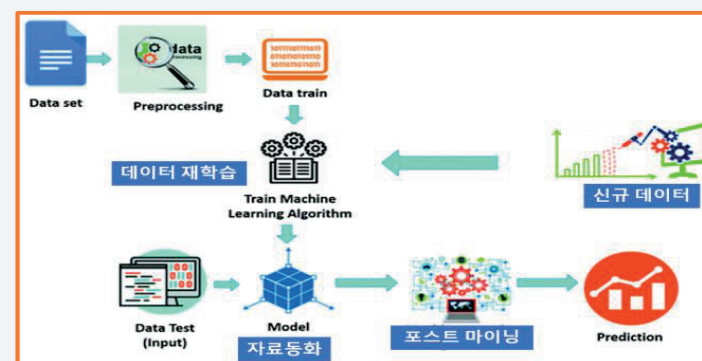 data
Data set
Preprocessing
Data train
데이터 재학습
Train Machine
Learning Algorithm
신규 데이터
Data Test
(Input)
Model
자료동화
포스트 마이닝
Prediction